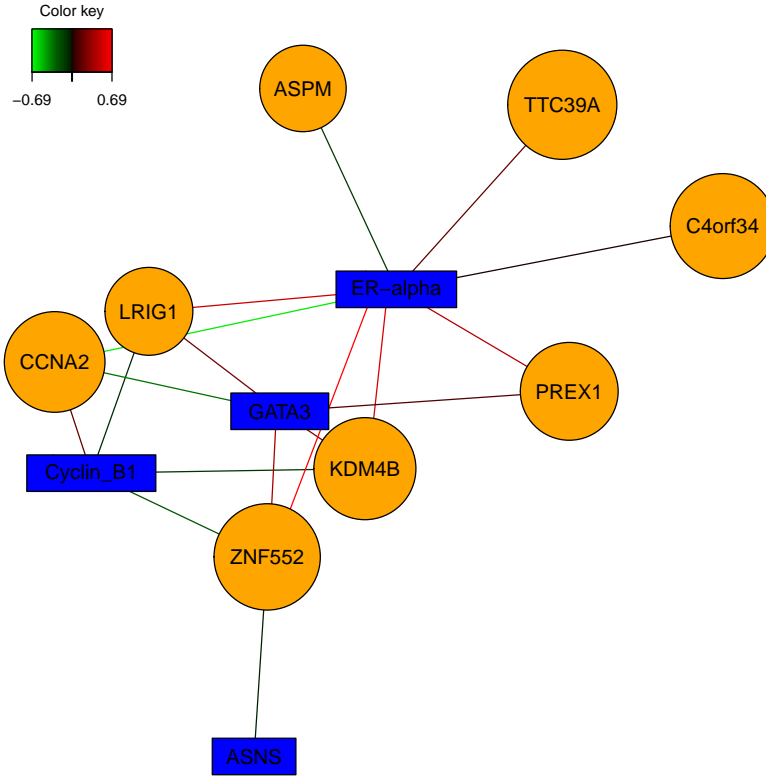 Color key
−0.69 0.69
ASPM
TTC39A
C4orf34
ER−alpha
LRIG1
CCNA2
PREX1
GATA3
KDM4B
Cyclin_B1
ZNF552
ASNS